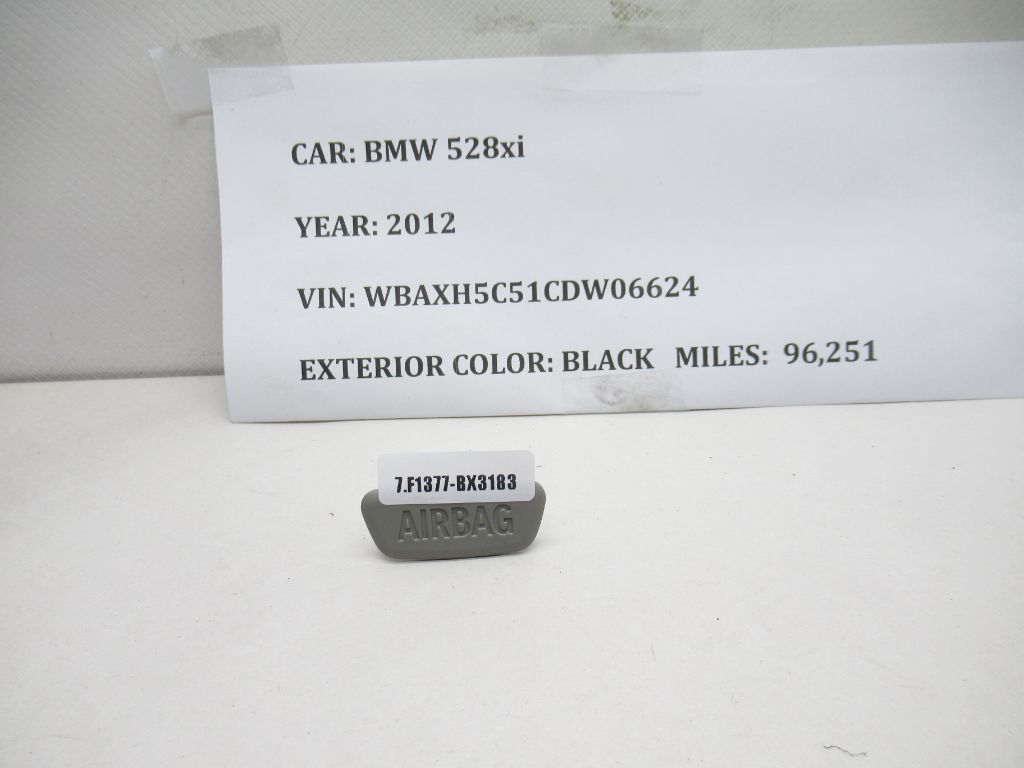 CAR: BMW 528xi
YEAR: 2012
VIN: WBAXH5C51CDW06624
EXTERIOR COLOR: BLACK MILES: 96,251
7.F1377-BX3183
AIRBAG